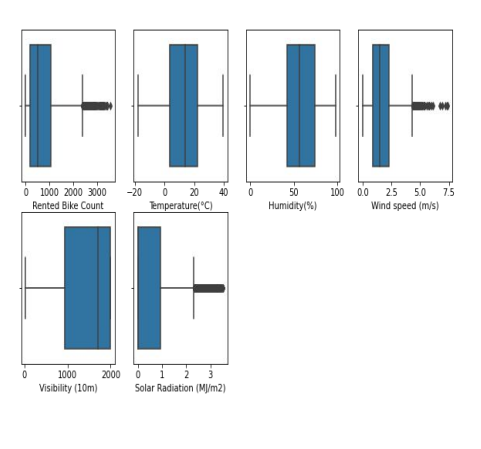 0 1000 2000 3000
Rented Bike Count
−20 0 20 40
Temperature(°C)
0 50 100
Humidity(%)
0.0 2.5 5.0 7.5
Wind speed (m/s)
0 1000 2000
Visibility (10m)
0 1 2 3
Solar Radiation (MJ/m2)